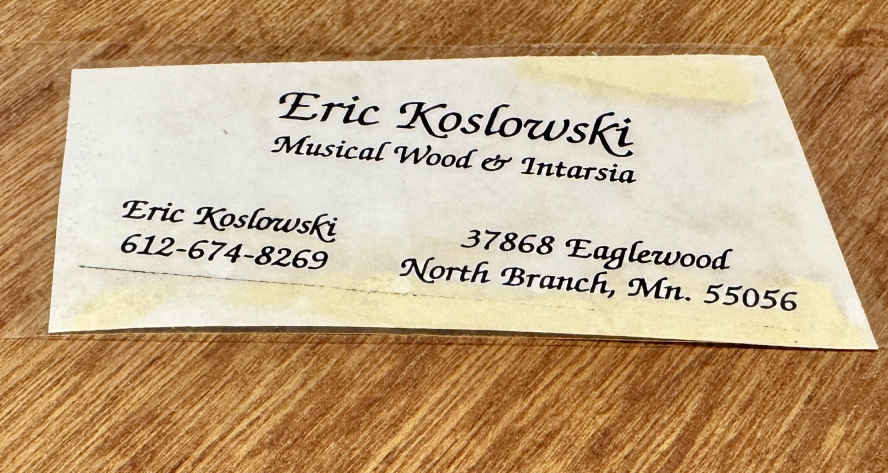 Eric Koslowski
Musical Wood & Intarsia
Eric Koslowski
612-674-8269
37868 Eaglewood
North Branch, Mn. 55056